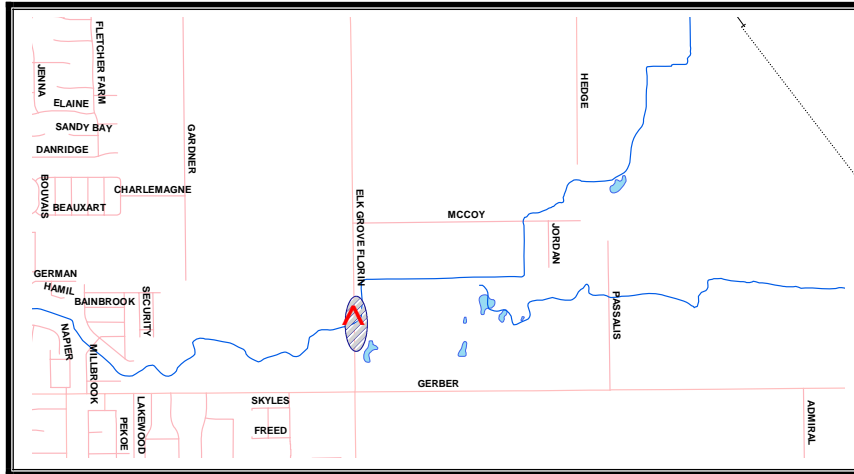 FLETCHER FARM
JENNA
ELAINE
SANDY BAY
DANRIDGE
GARDNER
HEDGE
BOUVAIS
CHARLEMAGNE
BEAUXART
ELK GROVE FLORIN
MCCOY
JORDAN
GERMAN
HAMIL
BAINBROOK
SECURITY
PASSALIS
NAPIER
MILLBROOK
GERBER
SKYLES
FREED
LAKEWOOD
PEKOE
ADMIRAL